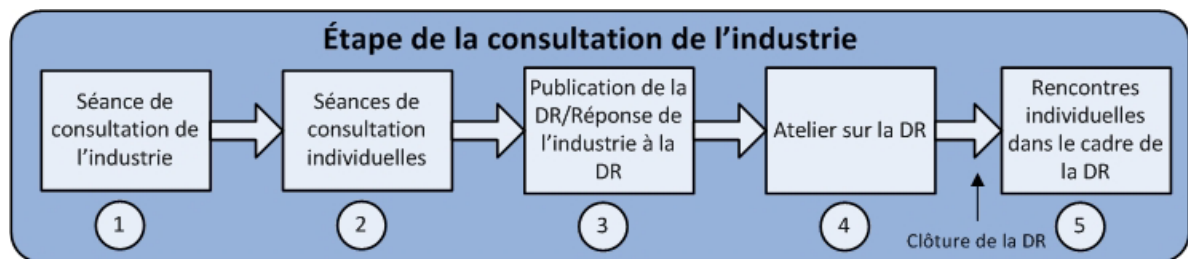 Étape de la consultation de l’industrie
Séance de
consultation de
l’industrie
1
Séances de
consultation
individuelles
2
Publication de la
DR/Réponse de
l’industrie à la
DR
3
Atelier sur la DR
4
Clôture de la DR
Rencontres
individuelles
dans le cadre de
la DR
5